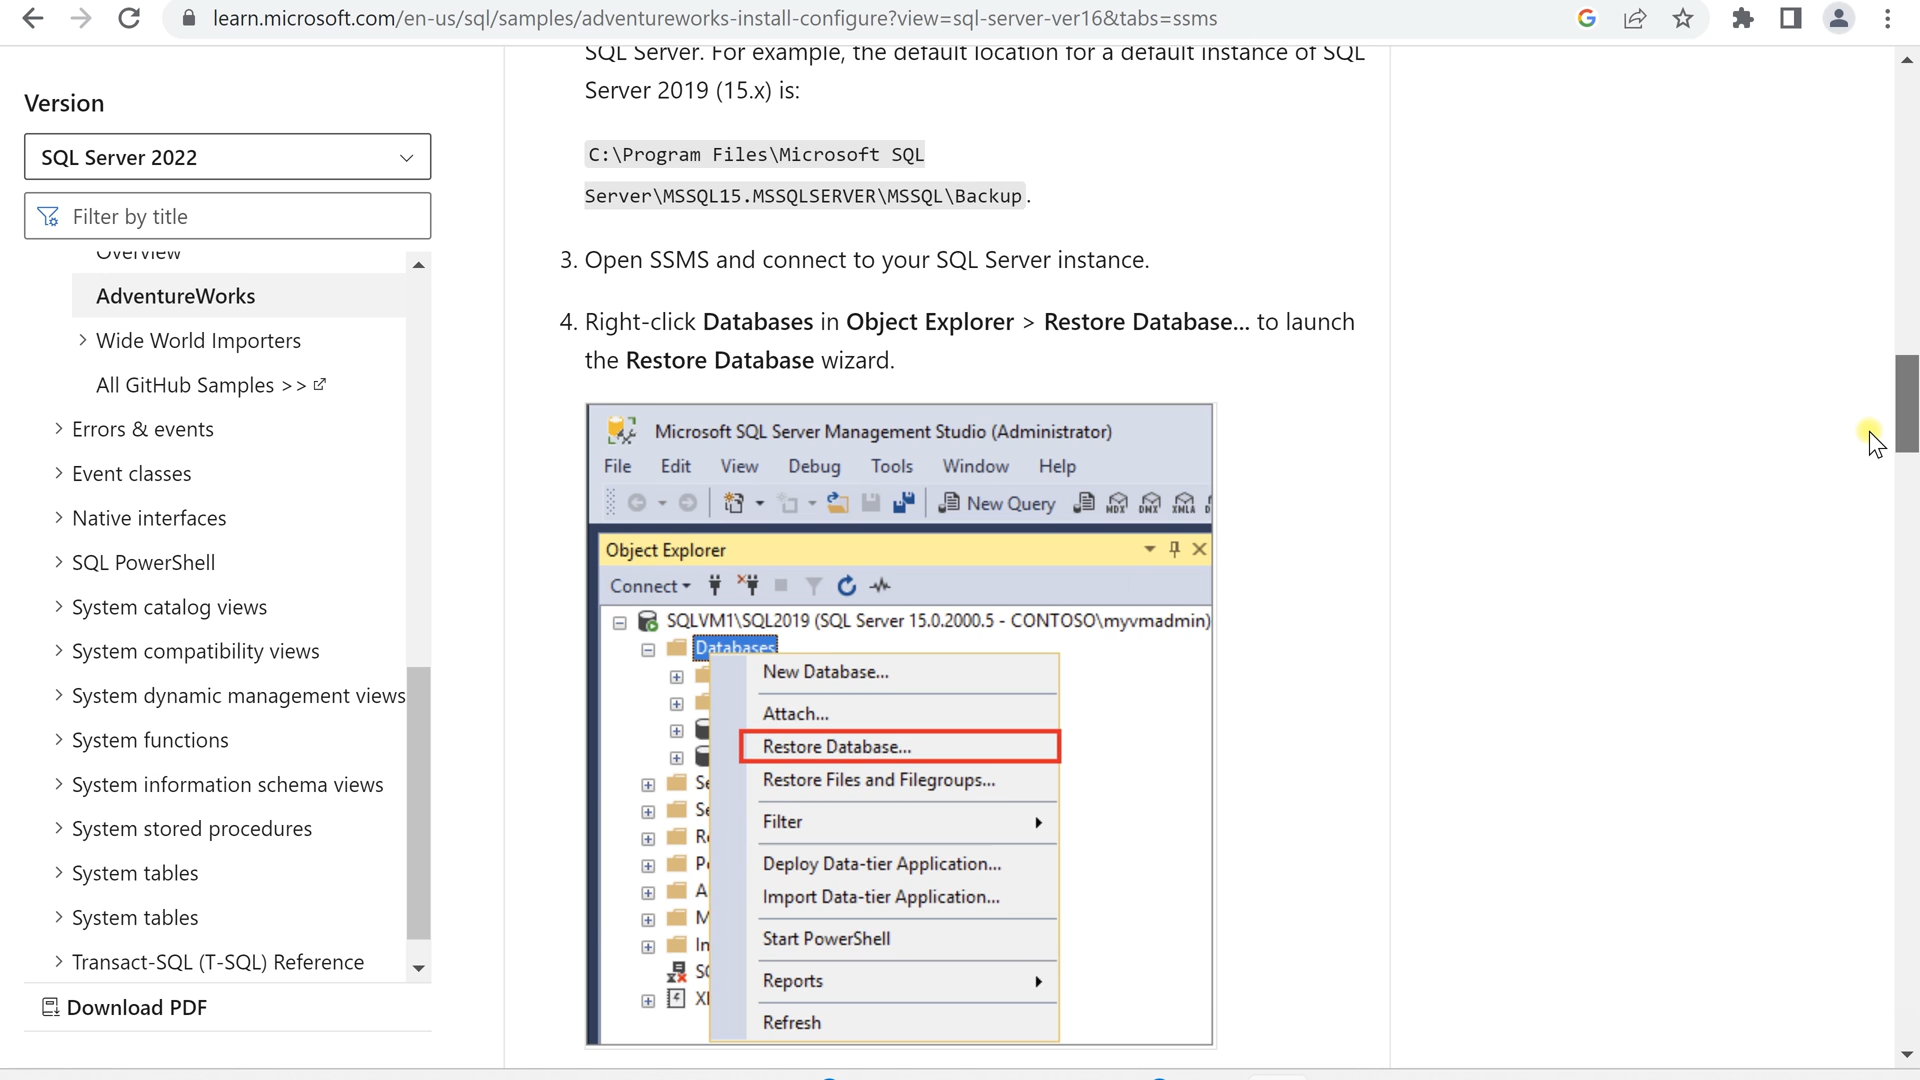 learn.microsoft.com/en-us/sql/samples/adventureworks-install-configure?view=sql-server-ver16&tabs=ssms
Version
SQL Server 2022
Filter by title
Overview
AdventureWorks
Wide World Importers
All GitHub Samples >>
Errors & events
Event classes
Native interfaces
SQL PowerShell
System catalog views
System compatibility views
System dynamic management views
System functions
System information schema views
System stored procedures
System tables
System tables
Transact-SQL (T-SQL) Reference
Download PDF
SQL Server. For example, the default location for a default instance of SQL
Server 2019 (15.x) is:
C:\Program Files\Microsoft SQL
Server\MSSQL15.MSSQLSERVER\MSSQL\Backup.
3. Open SSMS and connect to your SQL Server instance.
4. Right-click Databases in Object Explorer > Restore Database... to launch
the Restore Database wizard.
Microsoft SQL Server Management Studio (Administrator)
File Edit View Debug Tools Window Help
New Query MDX DMX XMLA
Object Explorer
Connect
SQLVM1\SQL2019 (SQL Server 15.0.2000.5 - CONTOSO\myvmadmin)
Databases
New Database...
Attach...
Restore Database...
Restore Files and Filegroups...
Filter
Deploy Data-tier Application...
Import Data-tier Application...
Start PowerShell
Reports
Refresh